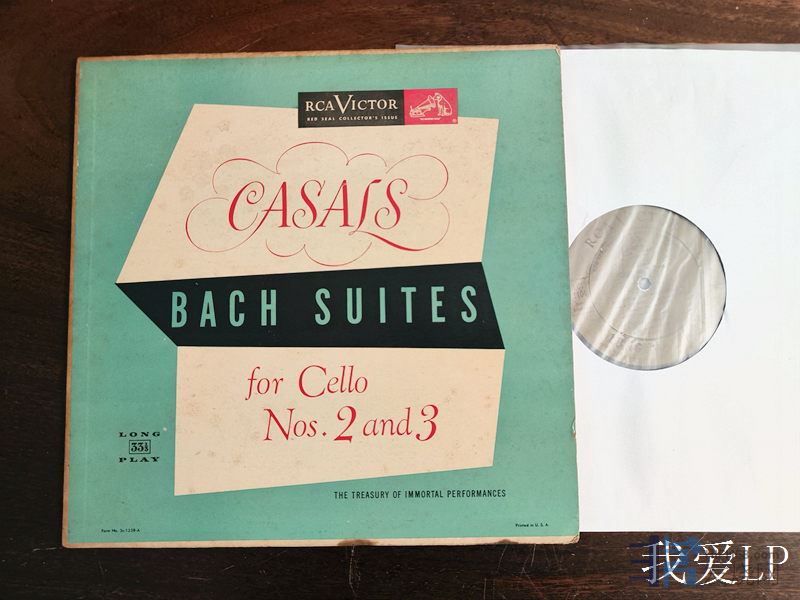 RCA VICTOR
RED SEAL COLLECTOR'S ISSUE
CASALS
BACH SUITES
for Cello
Nos. 2 and 3
LONG
33⅓
PLAY
THE TREASURY OF IMMORTAL PERFORMANCES
Printed in U. S. A.
我爱LP